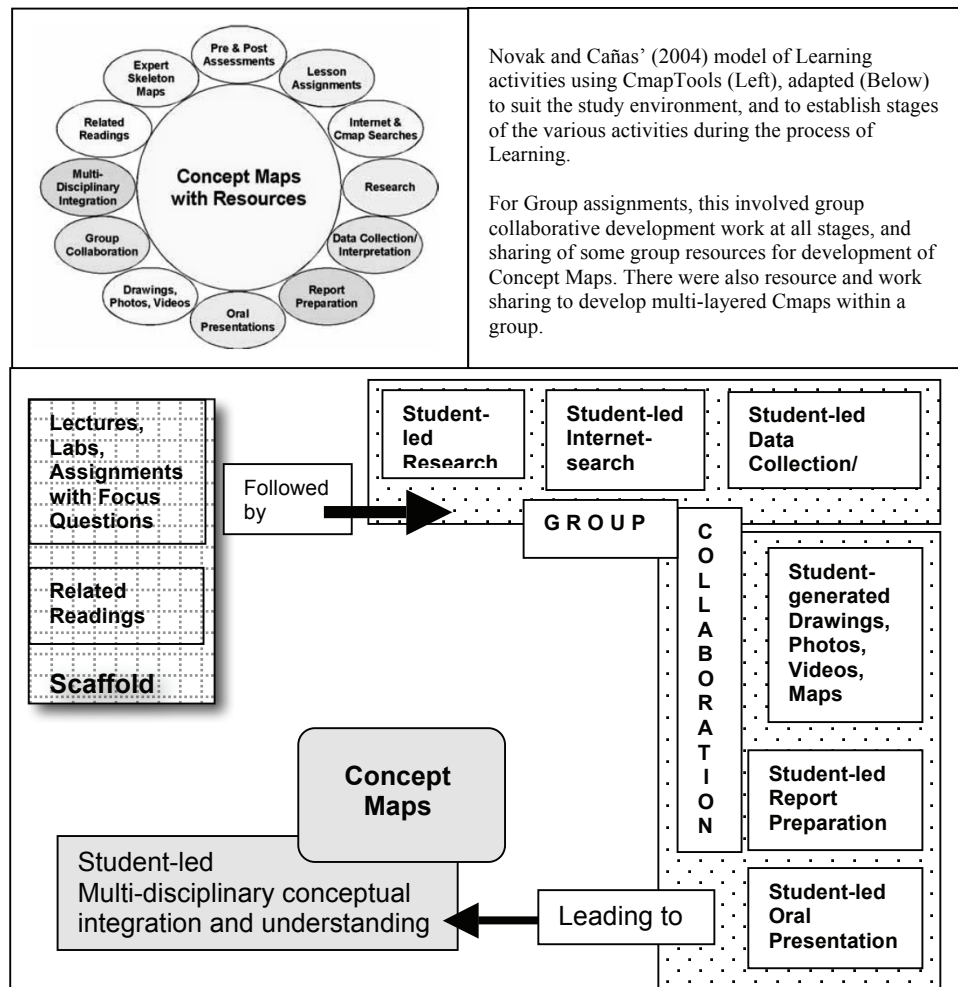 Pre & Post
Assessments
Lesson
Assignments
Internet &
Cmap Searches
Research
Data Collection/
Interpretation
Report
Preparation
Oral
Presentations
Drawings,
Photos, Videos
Group
Collaboration
Multi-
Disciplinary
Integration
Related
Readings
Expert
Skeleton
Maps
Concept Maps
with Resources
Novak and Cañas’ (2004) model of Learning
activities using CmapTools (Left), adapted (Below)
to suit the study environment, and to establish stages
of the various activities during the process of
Learning.
For Group assignments, this involved group
collaborative development work at all stages, and
sharing of some group resources for development of
Concept Maps. There were also resource and work
sharing to develop multi-layered Cmaps within a
group.
Lectures,
Labs,
Assignments
with Focus
Questions
Related
Readings
Scaffold
Followed
by
Student-
led
Research
Student-led
Internet-
search
Student-led
Data
Collection/
GROUP
COLLABORATION
Student-
generated
Drawings,
Photos,
Videos,
Maps
Student-led
Report
Preparation
Student-led
Oral
Presentation
Leading to
Concept
Maps
Student-led
Multi-disciplinary conceptual
integration and understanding